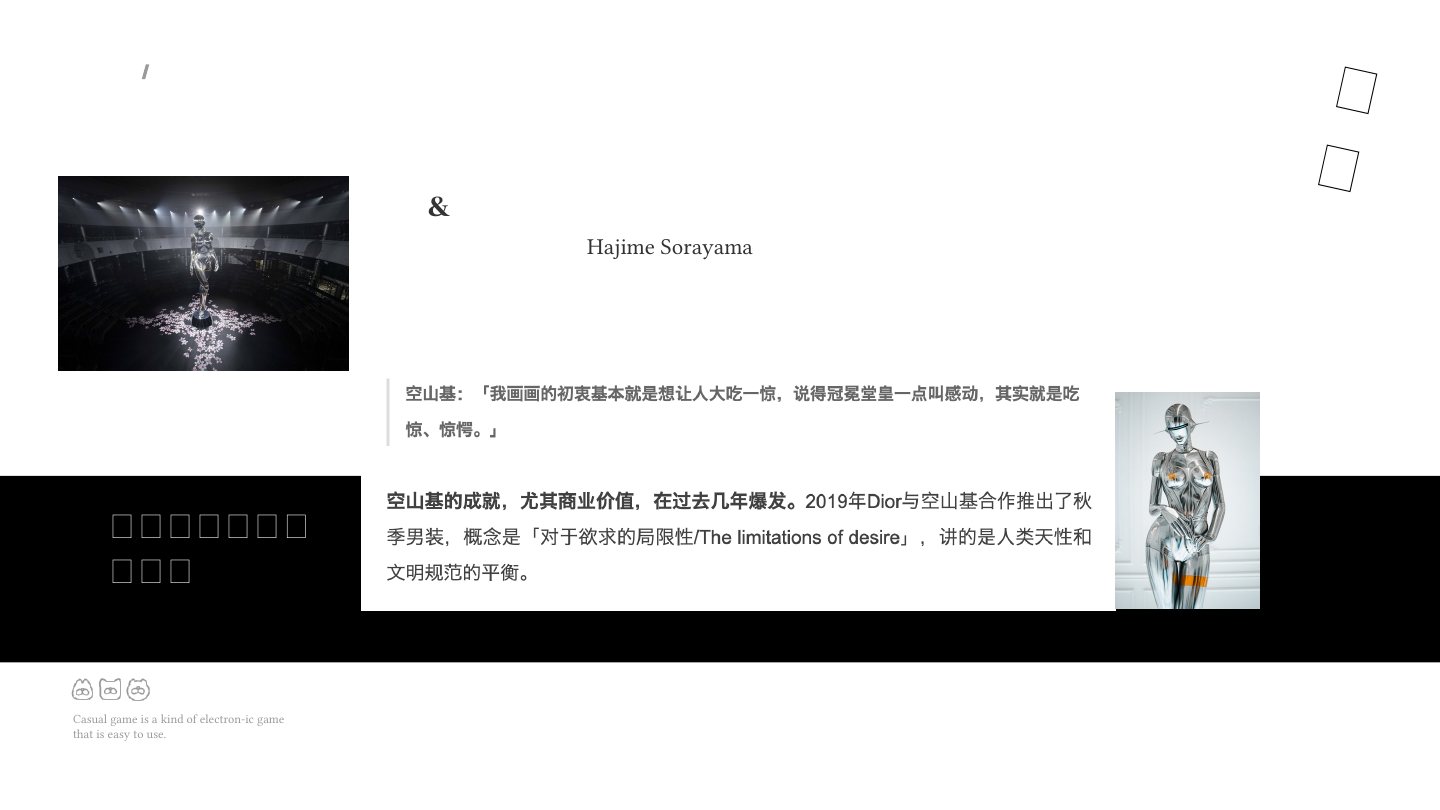 /
&
Hajime Sorayama
空山基：「我画画的初衷基本就是想让人大吃一惊，说得冠冕堂皇一点叫感动，其实就是吃
惊、惊愕。」
空山基的成就，尤其商业价值，在过去几年爆发。2019年Dior与空山基合作推出了秋
季男装，概念是「对于欲求的局限性/The limitations of desire」，讲的是人类天性和
文明规范的平衡。
Casual game is a kind of electron-ic game
that is easy to use.